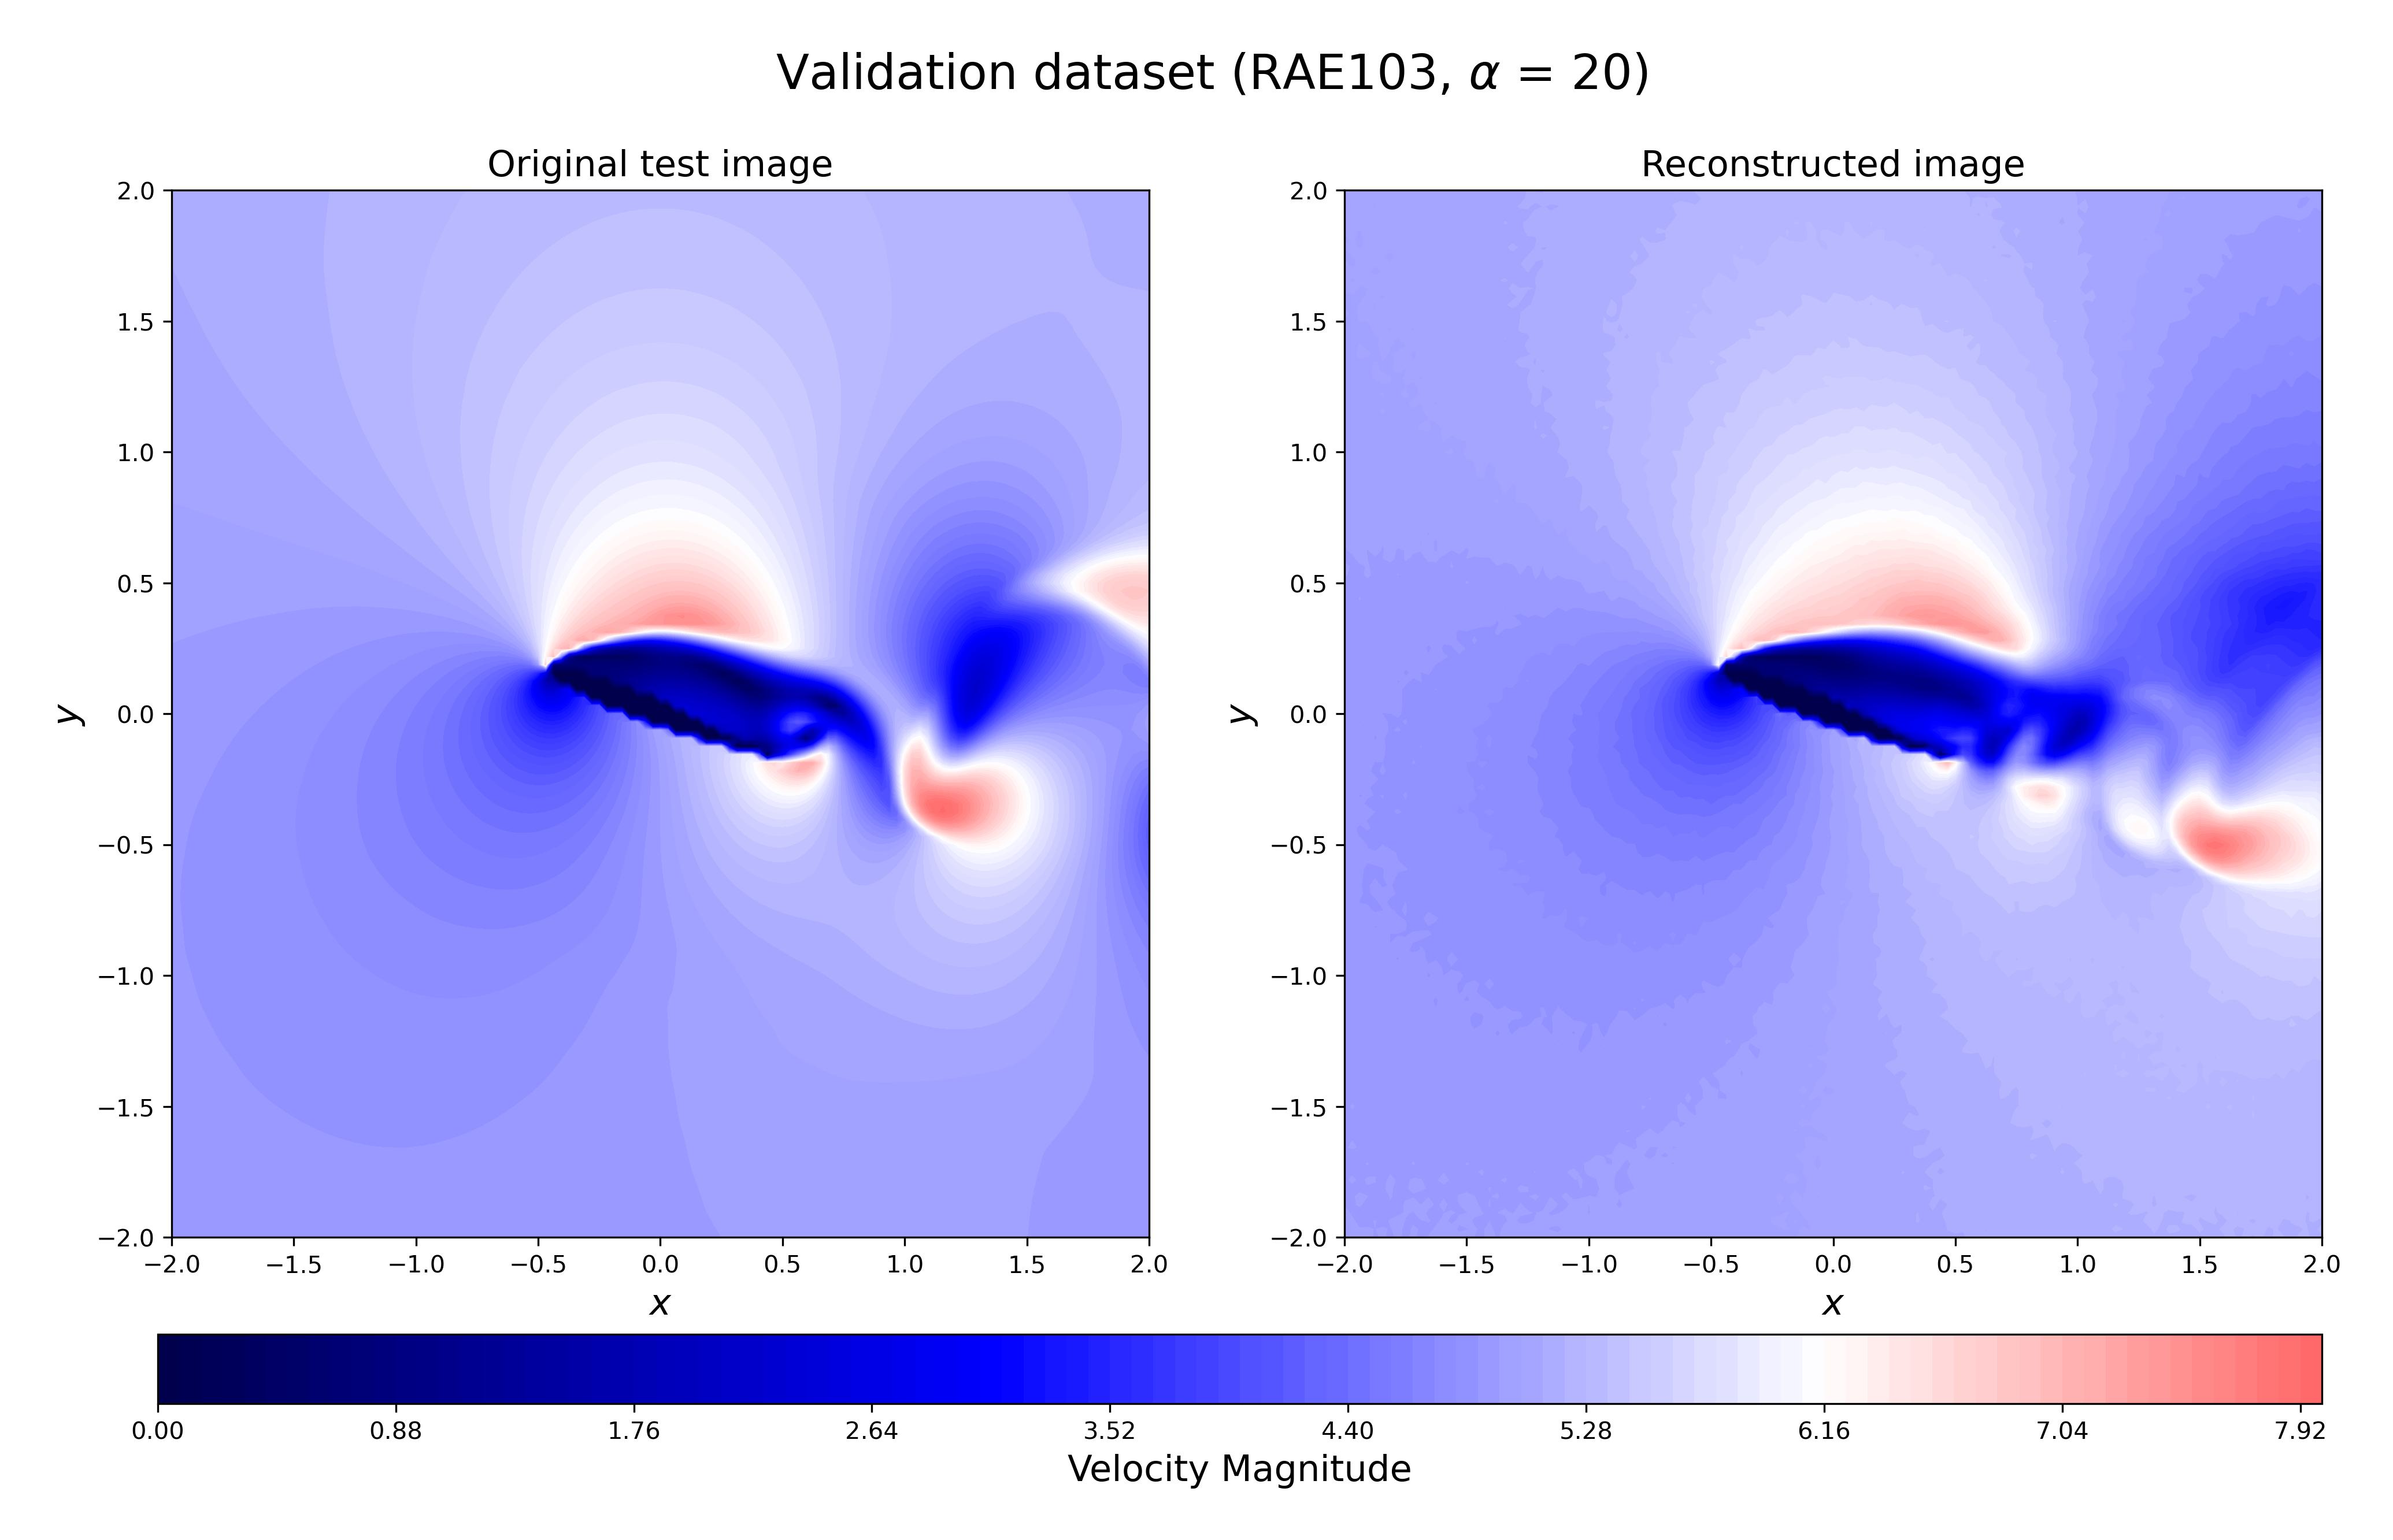 Validation dataset (RAE103, α = 20)
Original test image
Reconstructed image
2.0
1.5
1.0
0.5
0.0
−0.5
−1.0
−1.5
−2.0
y
−2.0 −1.5 −1.0 −0.5 0.0 0.5 1.0 1.5 2.0
x
2.0
1.5
1.0
0.5
0.0
−0.5
−1.0
−1.5
−2.0
y
−2.0 −1.5 −1.0 −0.5 0.0 0.5 1.0 1.5 2.0
x
0.00 0.88 1.76 2.64 3.52 4.40 5.28 6.16 7.04 7.92
Velocity Magnitude